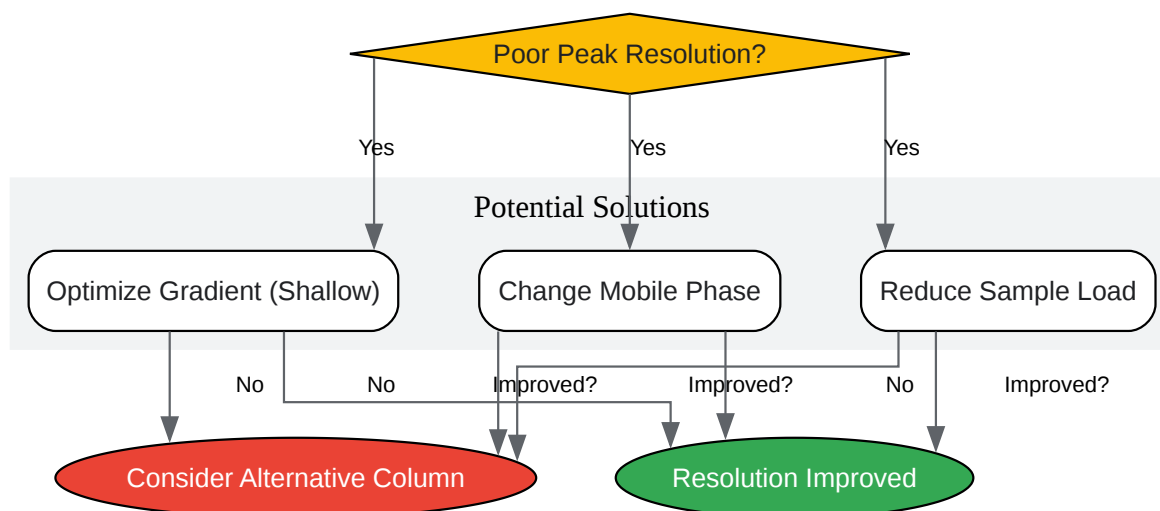 Poor Peak Resolution?
Yes
Yes
Yes
Potential Solutions
Optimize Gradient (Shallow)
Change Mobile Phase
Reduce Sample Load
No
No
Improved?
Improved?
No
Improved?
Consider Alternative Column
Resolution Improved